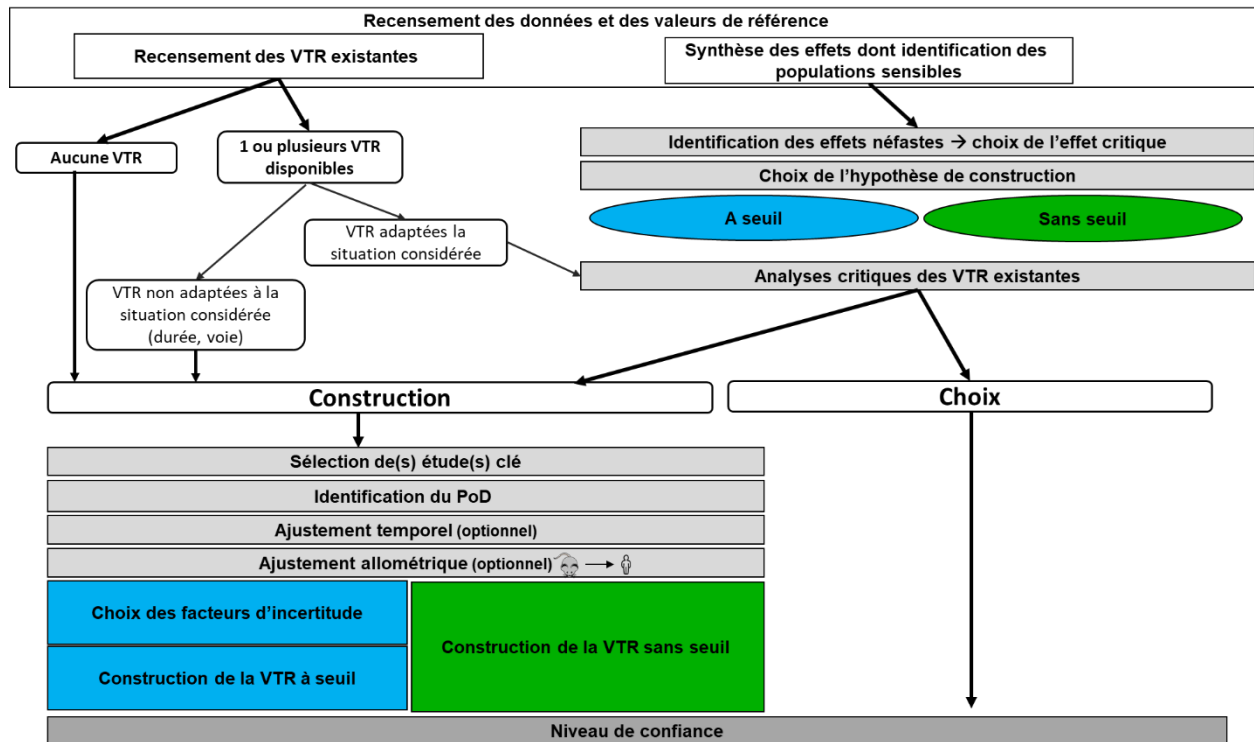 Recensement des données et des valeurs de référence
Recensement des VTR existantes
Synthèse des effets dont identification des
populations sensibles
Aucune VTR
1 ou plusieurs VTR
disponibles
Identification des effets néfastes → choix de l'effet critique
Choix de l'hypothèse de construction
A seuil
Sans seuil
VTR adaptées la
situation considérée
Analyses critiques des VTR existantes
VTR non adaptées à la
situation considérée
(durée, voie)
Construction
Choix
Sélection de(s) étude(s) clé
Identification du PoD
Ajustement temporel (optionnel)
Ajustement allométrique (optionnel)
Choix des facteurs d'incertitude
Construction de la VTR sans seuil
Construction de la VTR à seuil
Niveau de confiance